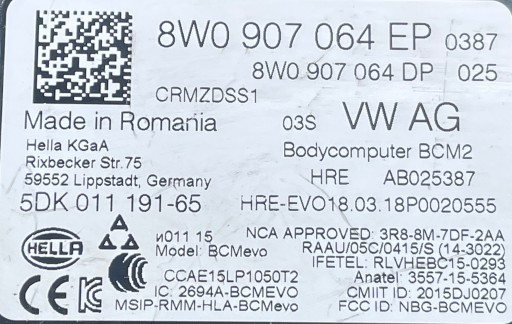 8W0 907 064 EP 0387
8W0 907 064 DP 025
CRMZDSS1
Made in Romania 03S VW AG
Hella KGaA
Rixbecker Str.75
59552 Lippstadt, Germany
Bodycomputer BCM2
HRE AB025387
5DK 011 191-65 HRE-EVO18.03.18P0020555
HELLA
и011 15
Model: BCMevo
NCA APPROVED: 3R8-8M-7DF-2AA
RAAU/05C/0415/S (14-3022)
IFETEL: RLVHEBC15-0293
CCAE15LP1050T2 Anatel: 3557-15-5364
IC: 2694A-BCMEVO CMIIT ID: 2015DJ0207
MSIP-RMM-HLA-BCMevo FCC ID: NBG-BCMEVO
CE